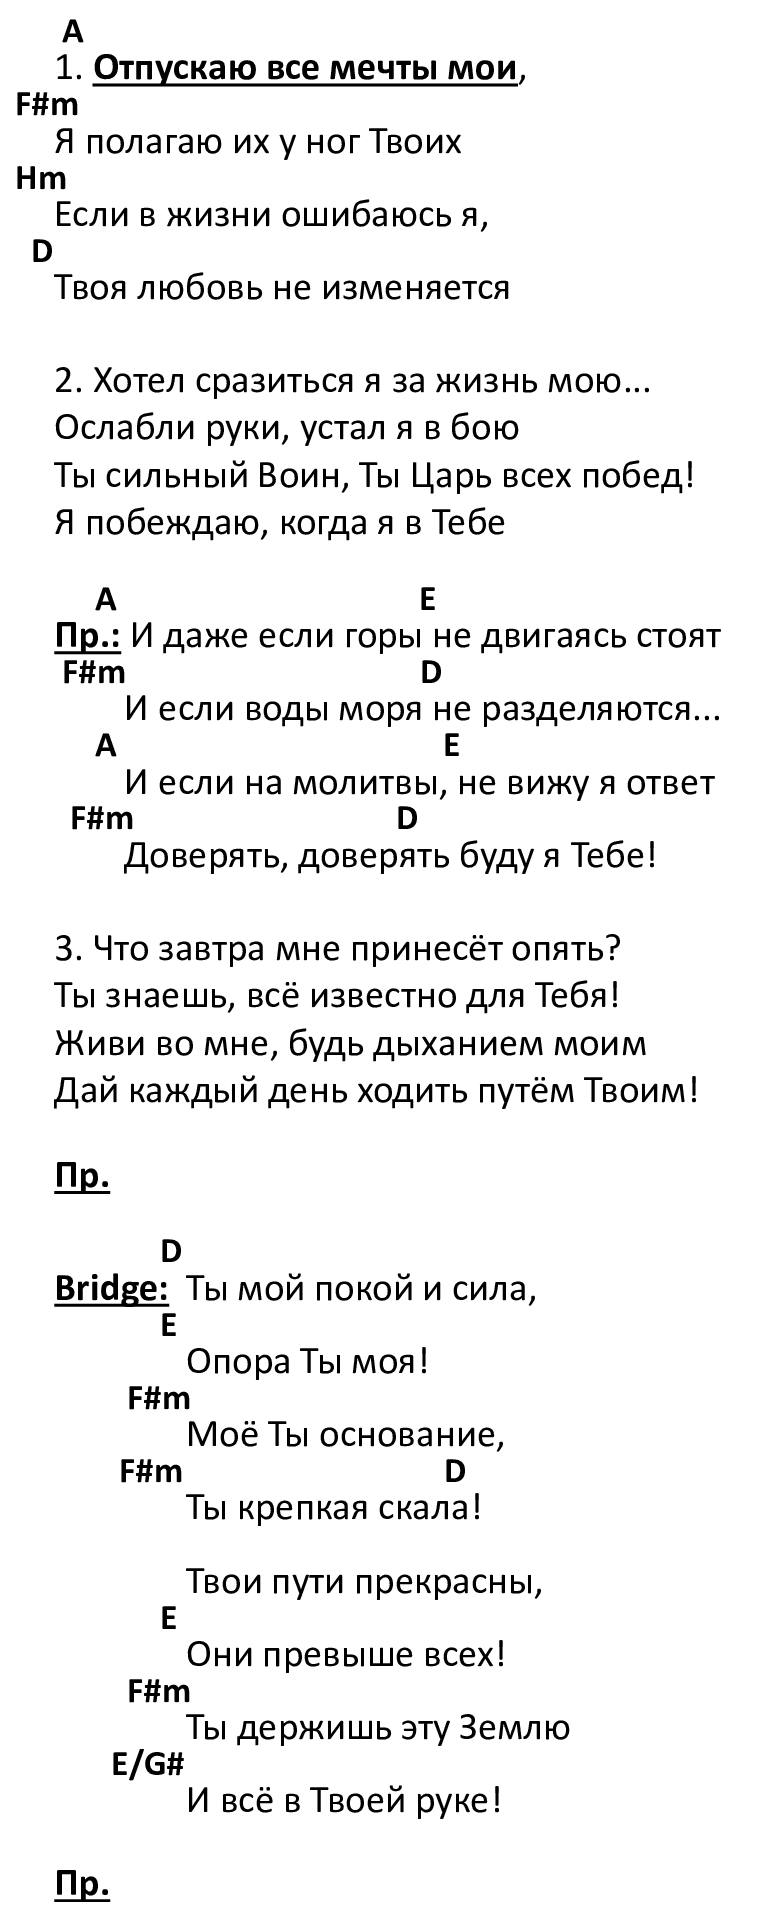 A
1. Отпускаю все мечты мои,
F#m
Я полагаю их у ног Твоих
Hm
Если в жизни ошибаюсь я,
D
Твоя любовь не изменяется
2. Хотел сразиться я за жизнь мою...
Ослабли руки, устал я в бою
Ты сильный Воин, Ты Царь всех побед!
Я побеждаю, когда я в Тебе
A E
Пр.: И даже если горы не двигаясь стоят
F#m D
И если воды моря не разделяются...
A E
И если на молитвы, не вижу я ответ
F#m D
Доверять, доверять буду я Тебе!
3. Что завтра мне принесёт опять?
Ты знаешь, всё известно для Тебя!
Живи во мне, будь дыханием моим
Дай каждый день ходить путём Твоим!
Пр.
D
Bridge: Ты мой покой и сила,
E
Опора Ты моя!
F#m
Моё Ты основание,
F#m D
Ты крепкая скала!
Твои пути прекрасны,
E
Они превыше всех!
F#m
Ты держишь эту Землю
E/G#
И всё в Твоей руке!
Пр.